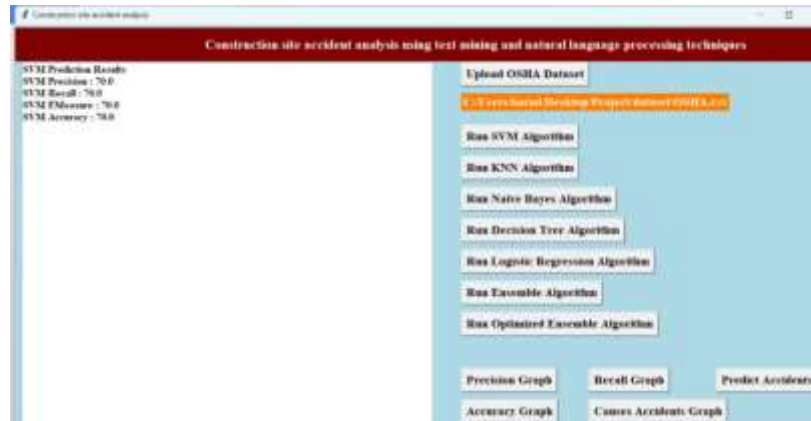 Construction site accident analysis
Construction site accident analysis using text mining and natural language processing techniques
SVM Prediction Results
SVM Precision : 70.0
SVM Recall : 70.0
SVM FMeasure : 70.0
SVM Accuracy : 70.0
Upload OSHA Dataset
Run SVM Algorithm
Run KNN Algorithm
Run Naive Bayes Algorithm
Run Decision Tree Algorithm
Run Logistic Regression Algorithm
Run Ensemble Algorithm
Run Optimized Ensemble Algorithm
Precision Graph
Recall Graph
Predict Accidents
Accuracy Graph
Causes Accidents Graph